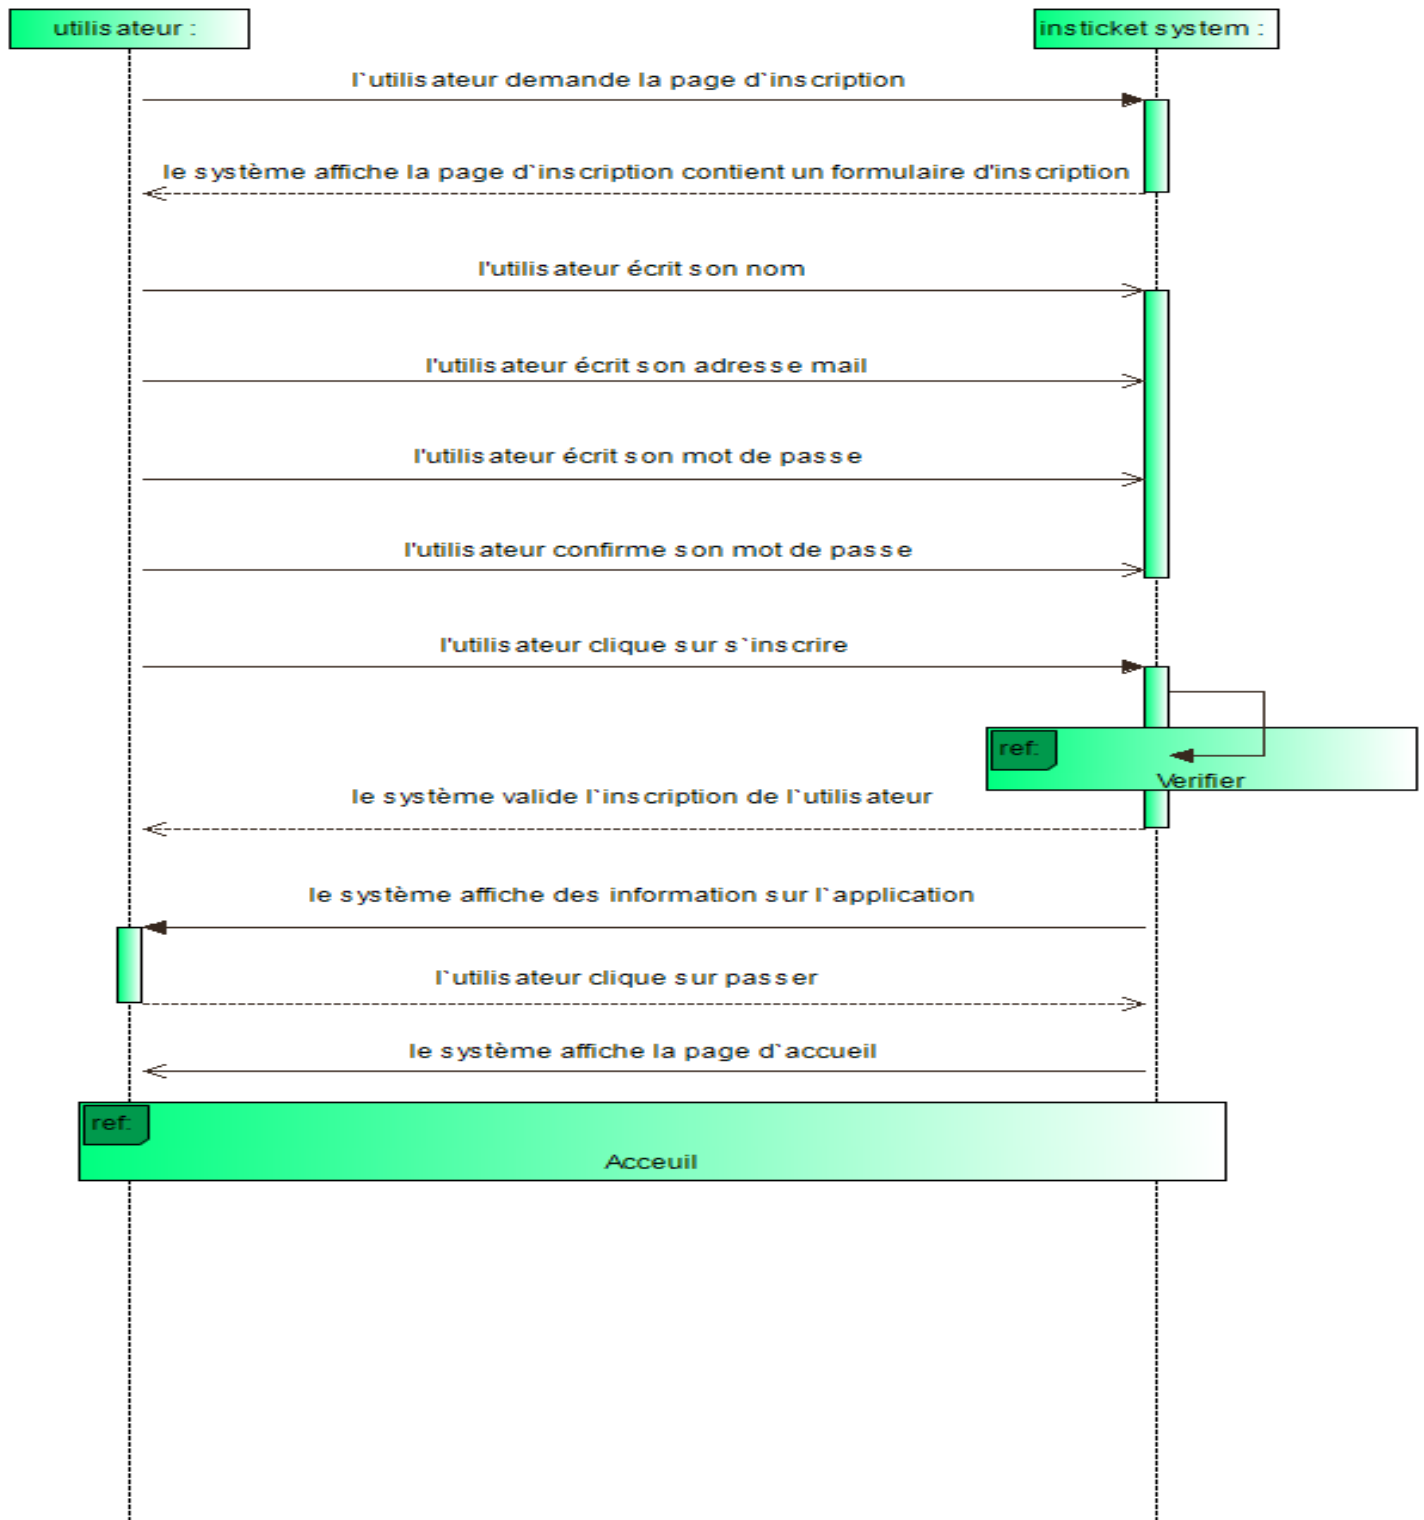 utilisateur :
insticket system :
l`utilisateur demande la page d`inscription
le système affiche la page d`inscription contient un formulaire d'inscription
l'utilisateur écrit son nom
l'utilisateur écrit son adresse mail
l'utilisateur écrit son mot de passe
l'utilisateur confirme son mot de passe
l'utilisateur clique sur s`inscrire
ref:
Verifier
le système valide l`inscription de l`utilisateur
le système affiche des information sur l`application
l`utilisateur clique sur passer
le système affiche la page d`accueil
ref:
Acceuil